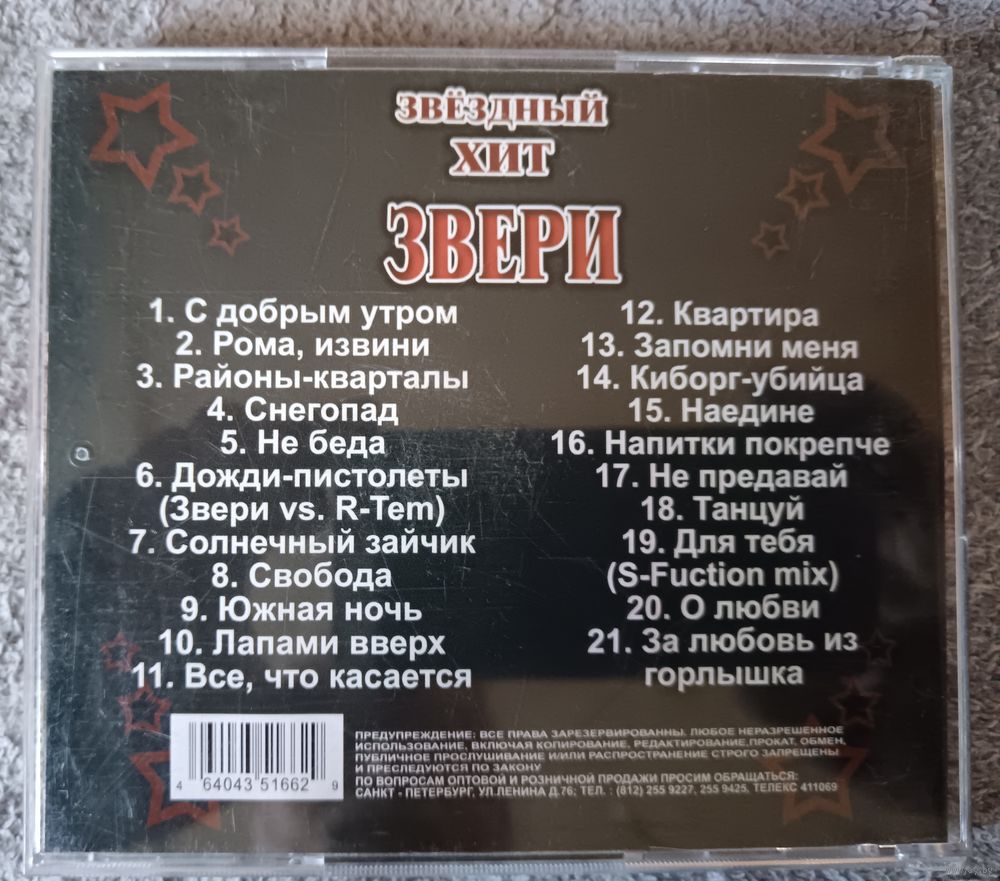 ЗВЁЗДНЫЙ
ХИТ
ЗВЕРИ
1. С добрым утром
2. Рома, извини
3. Районы-кварталы
4. Снегопад
5. Не беда
6. Дожди-пистолеты
(Звери vs. R-Tem)
7. Солнечный зайчик
8. Свобода
9. Южная ночь
10. Лапами вверх
11. Все, что касается
12. Квартира
13. Запомни меня
14. Киборг-убийца
15. Наедине
16. Напитки покрепче
17. Не предавай
18. Танцуй
19. Для тебя
(S-Fuction mix)
20. О любви
21. За любовь из
горлышка
4 64043 51662 9
ПРЕДУПРЕЖДЕНИЕ: ВСЕ ПРАВА ЗАРЕЗЕРВИРОВАННЫ. ЛЮБОЕ НЕРАЗРЕШЕННОЕ
ИСПОЛЬЗОВАНИЕ, ВКЛЮЧАЯ КОПИРОВАНИЕ, РЕДАКТИРОВАНИЕ,ПРОКАТ, ОБМЕН,
ПУБЛИЧНОЕ ПРОСЛУШИВАНИЕ И/ИЛИ РАСПРОСТРАНЕНИЕ СТРОГО ЗАПРЕЩЕНЫ
И ПРЕСЛЕДУЮТСЯ ПО ЗАКОНУ
ПО ВОПРОСАМ ОПТОВОЙ И РОЗНИЧНОЙ ПРОДАЖИ ПРОСИМ ОБРАЩАТЬСЯ:
САНКТ - ПЕТЕРБУРГ, УЛ.ЛЕНИНА Д.76; ТЕЛ. : (812) 255 9227, 255 9425, ТЕЛЕКС 411069